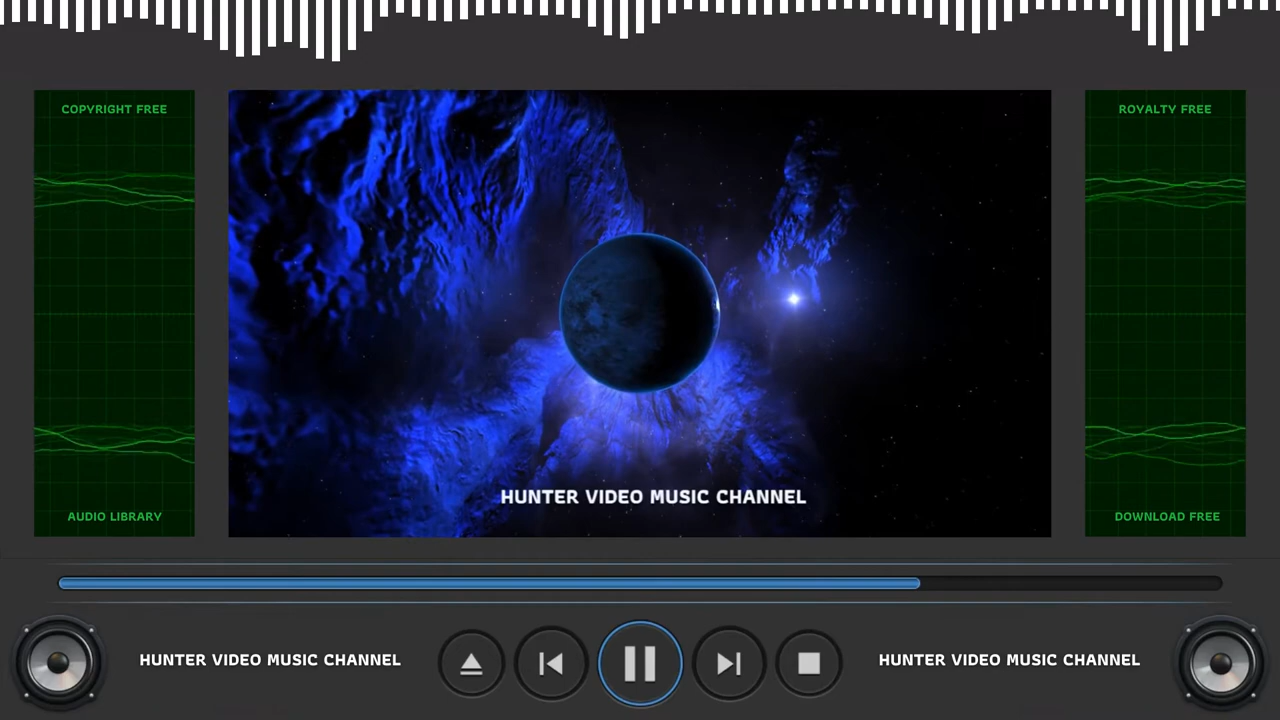 COPYRIGHT FREE
ROYALTY FREE
HUNTER VIDEO MUSIC CHANNEL
AUDIO LIBRARY
DOWNLOAD FREE
HUNTER VIDEO MUSIC CHANNEL
HUNTER VIDEO MUSIC CHANNEL